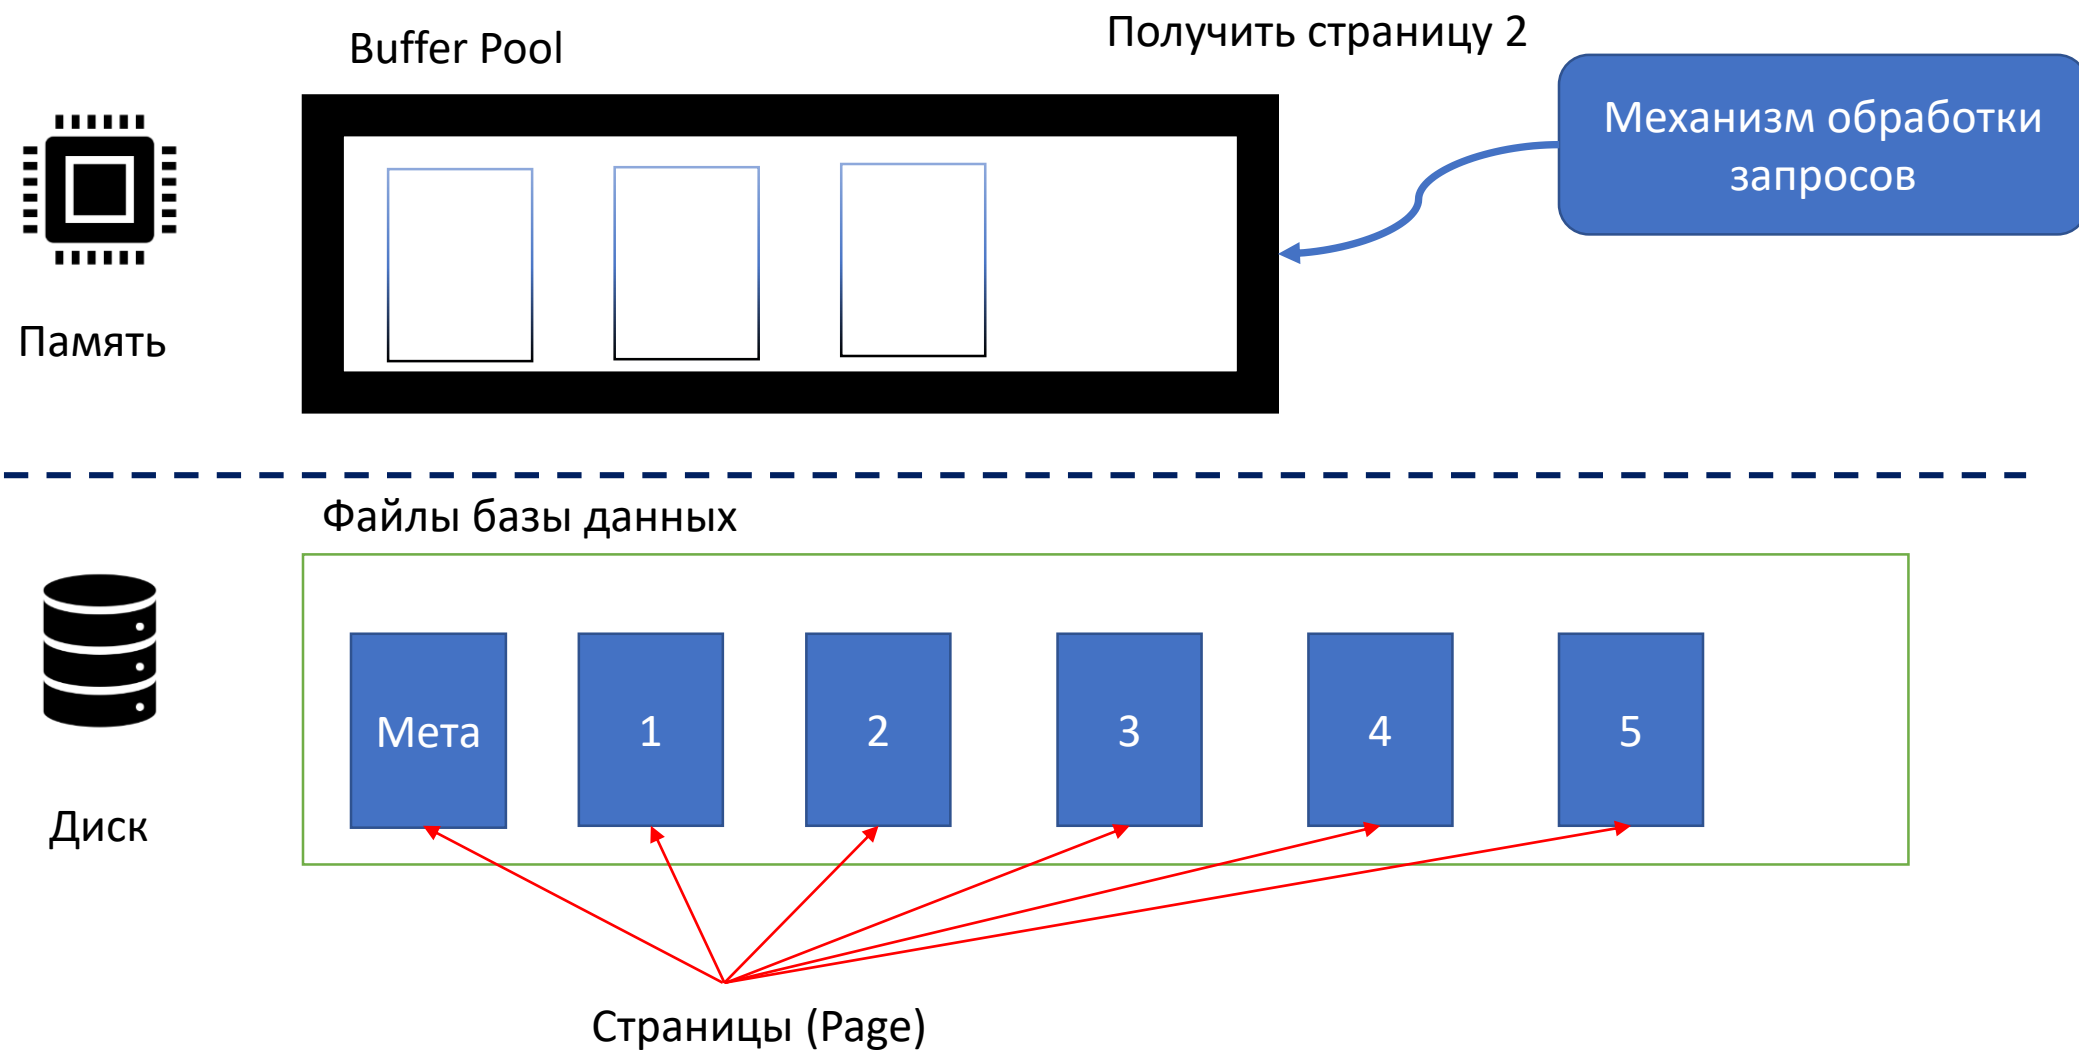 Получить страницу 2
Buffer Pool
Механизм обработки
запросов
Память
Файлы базы данных
Мета
1
2
3
4
5
Диск
Страницы (Page)